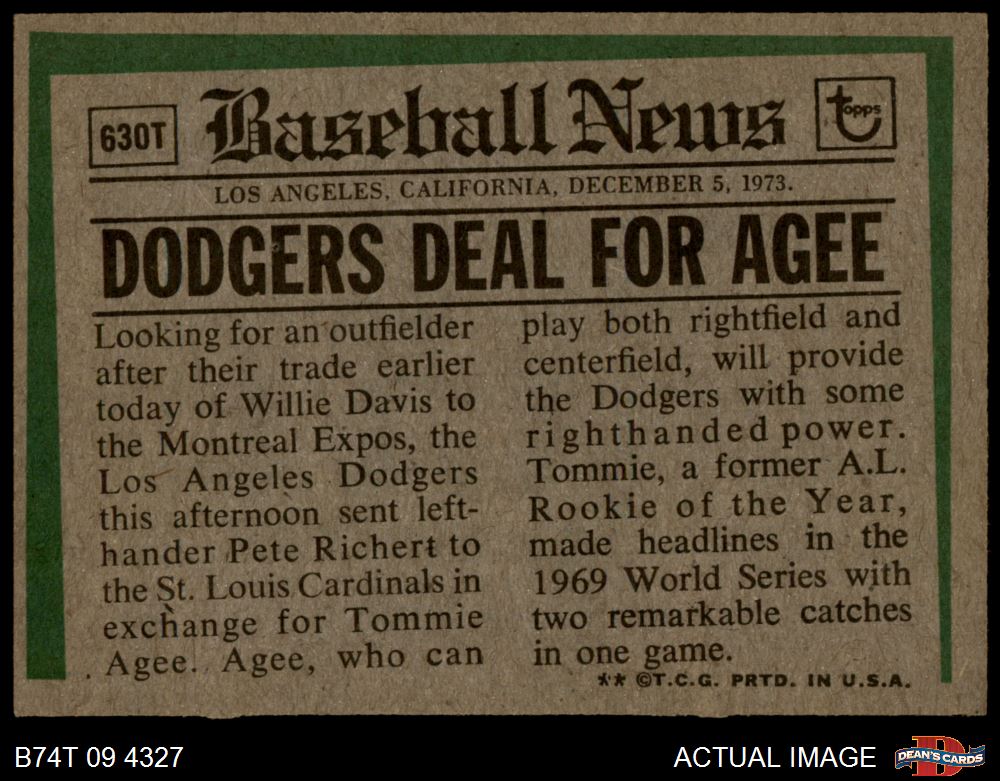 630T
Baseball News
topps
LOS ANGELES, CALIFORNIA, DECEMBER 5, 1973.
DODGERS DEAL FOR AGEE
Looking for an outfielder
after their trade earlier
today of Willie Davis to
the Montreal Expos, the
Los Angeles Dodgers
this afternoon sent left-
hander Pete Richert to
the St. Louis Cardinals in
exchange for Tommie
Agee. Agee, who can
play both rightfield and
centerfield, will provide
the Dodgers with some
righthanded power.
Tommie, a former A.L.
Rookie of the Year,
made headlines in the
1969 World Series with
two remarkable catches
in one game.
** ©T.C.G. PRTD. IN U.S.A.
B74T 09 4327
ACTUAL IMAGE
D
DEAN'S CARDS